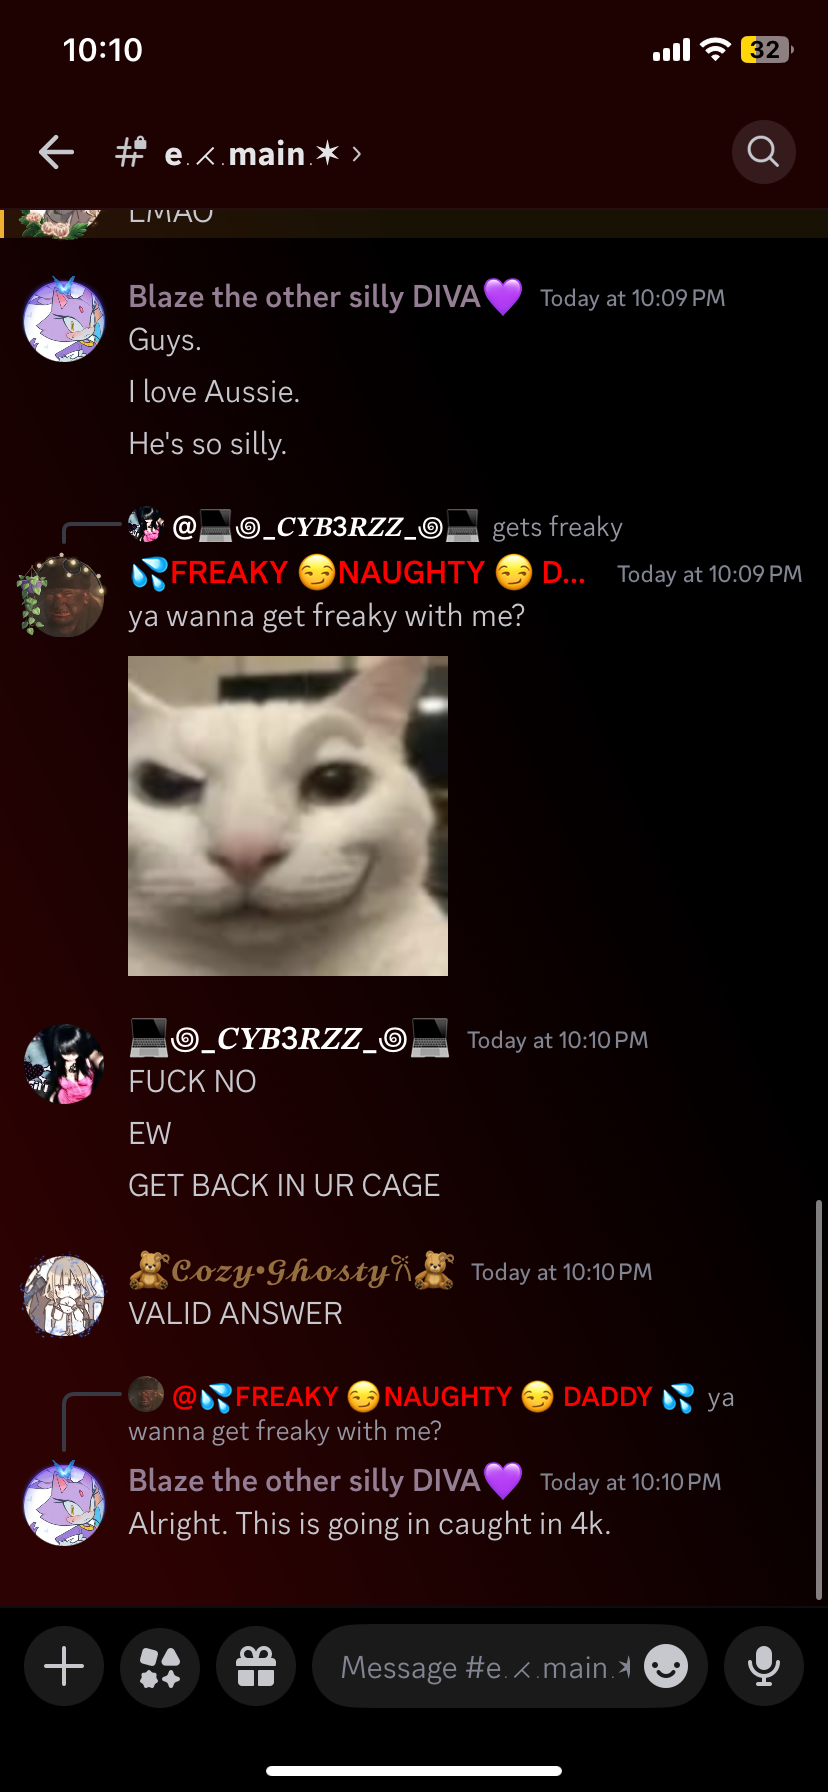 10:10
32
e.⸝.main.✶ ›
LMAO
Blaze the other silly DIVA💜 Today at 10:09 PM
Guys.
I love Aussie.
He's so silly.
@💻꩜_𝑪𝒀𝑩3𝑹𝒁𝒁_꩜💻 gets freaky
💦FREAKY 😏NAUGHTY 😏 D... Today at 10:09 PM
ya wanna get freaky with me?
💻꩜_𝑪𝒀𝑩3𝑹𝒁𝒁_꩜💻 Today at 10:10 PM
FUCK NO
EW
GET BACK IN UR CAGE
🧸𝓒𝓸𝔃𝔂•𝓖𝓱𝓸𝓼𝓽𝔂🧸 Today at 10:10 PM
VALID ANSWER
@💦FREAKY 😏NAUGHTY 😏 DADDY 💦 ya
wanna get freaky with me?
Blaze the other silly DIVA💜 Today at 10:10 PM
Alright. This is going in caught in 4k.
Message #e.⸝.main.✶